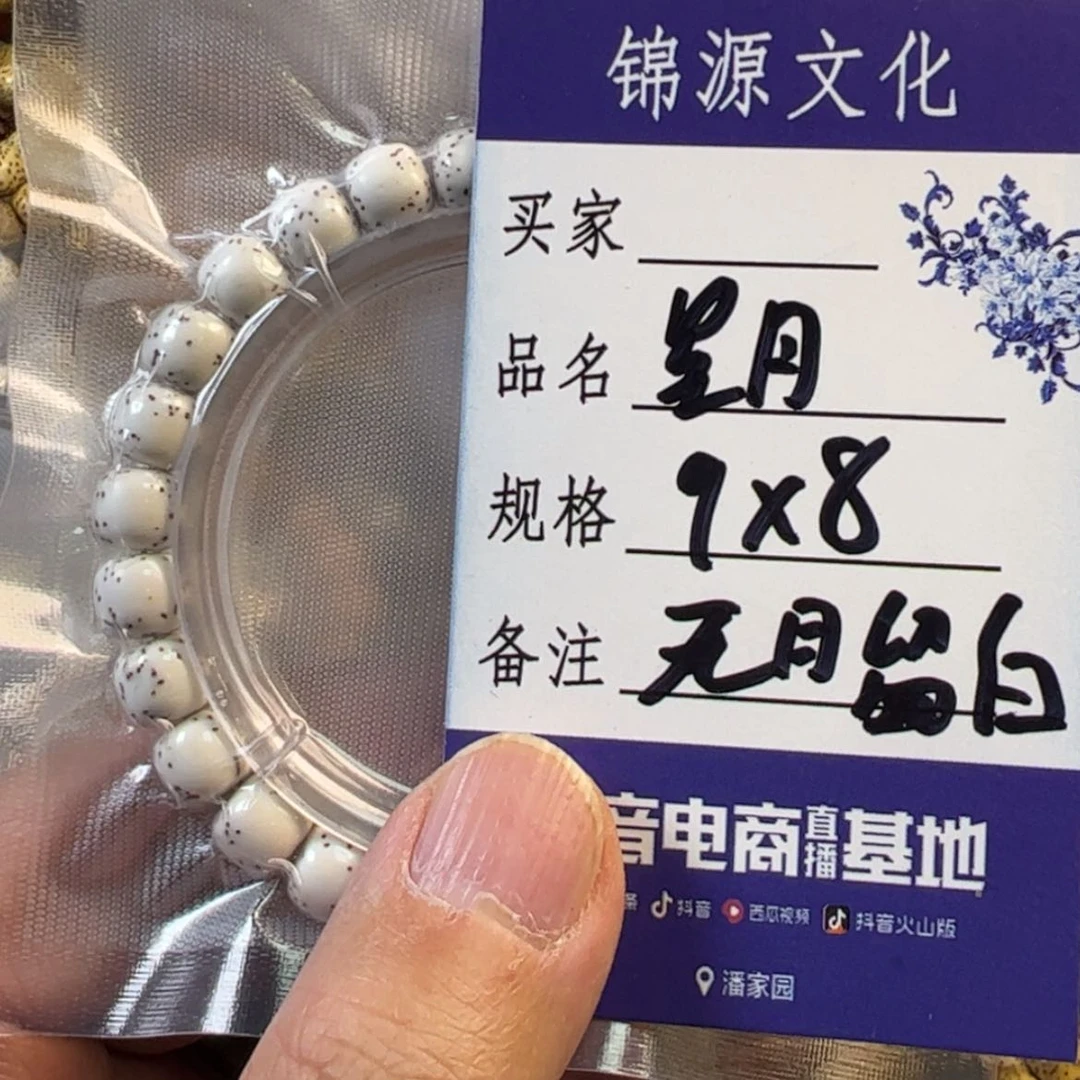 锦源文化
买家
品名 星月
规格 9x8
备注 无月留白
音电商直播基地
条 抖音 西瓜视频 抖音火山版
潘家园